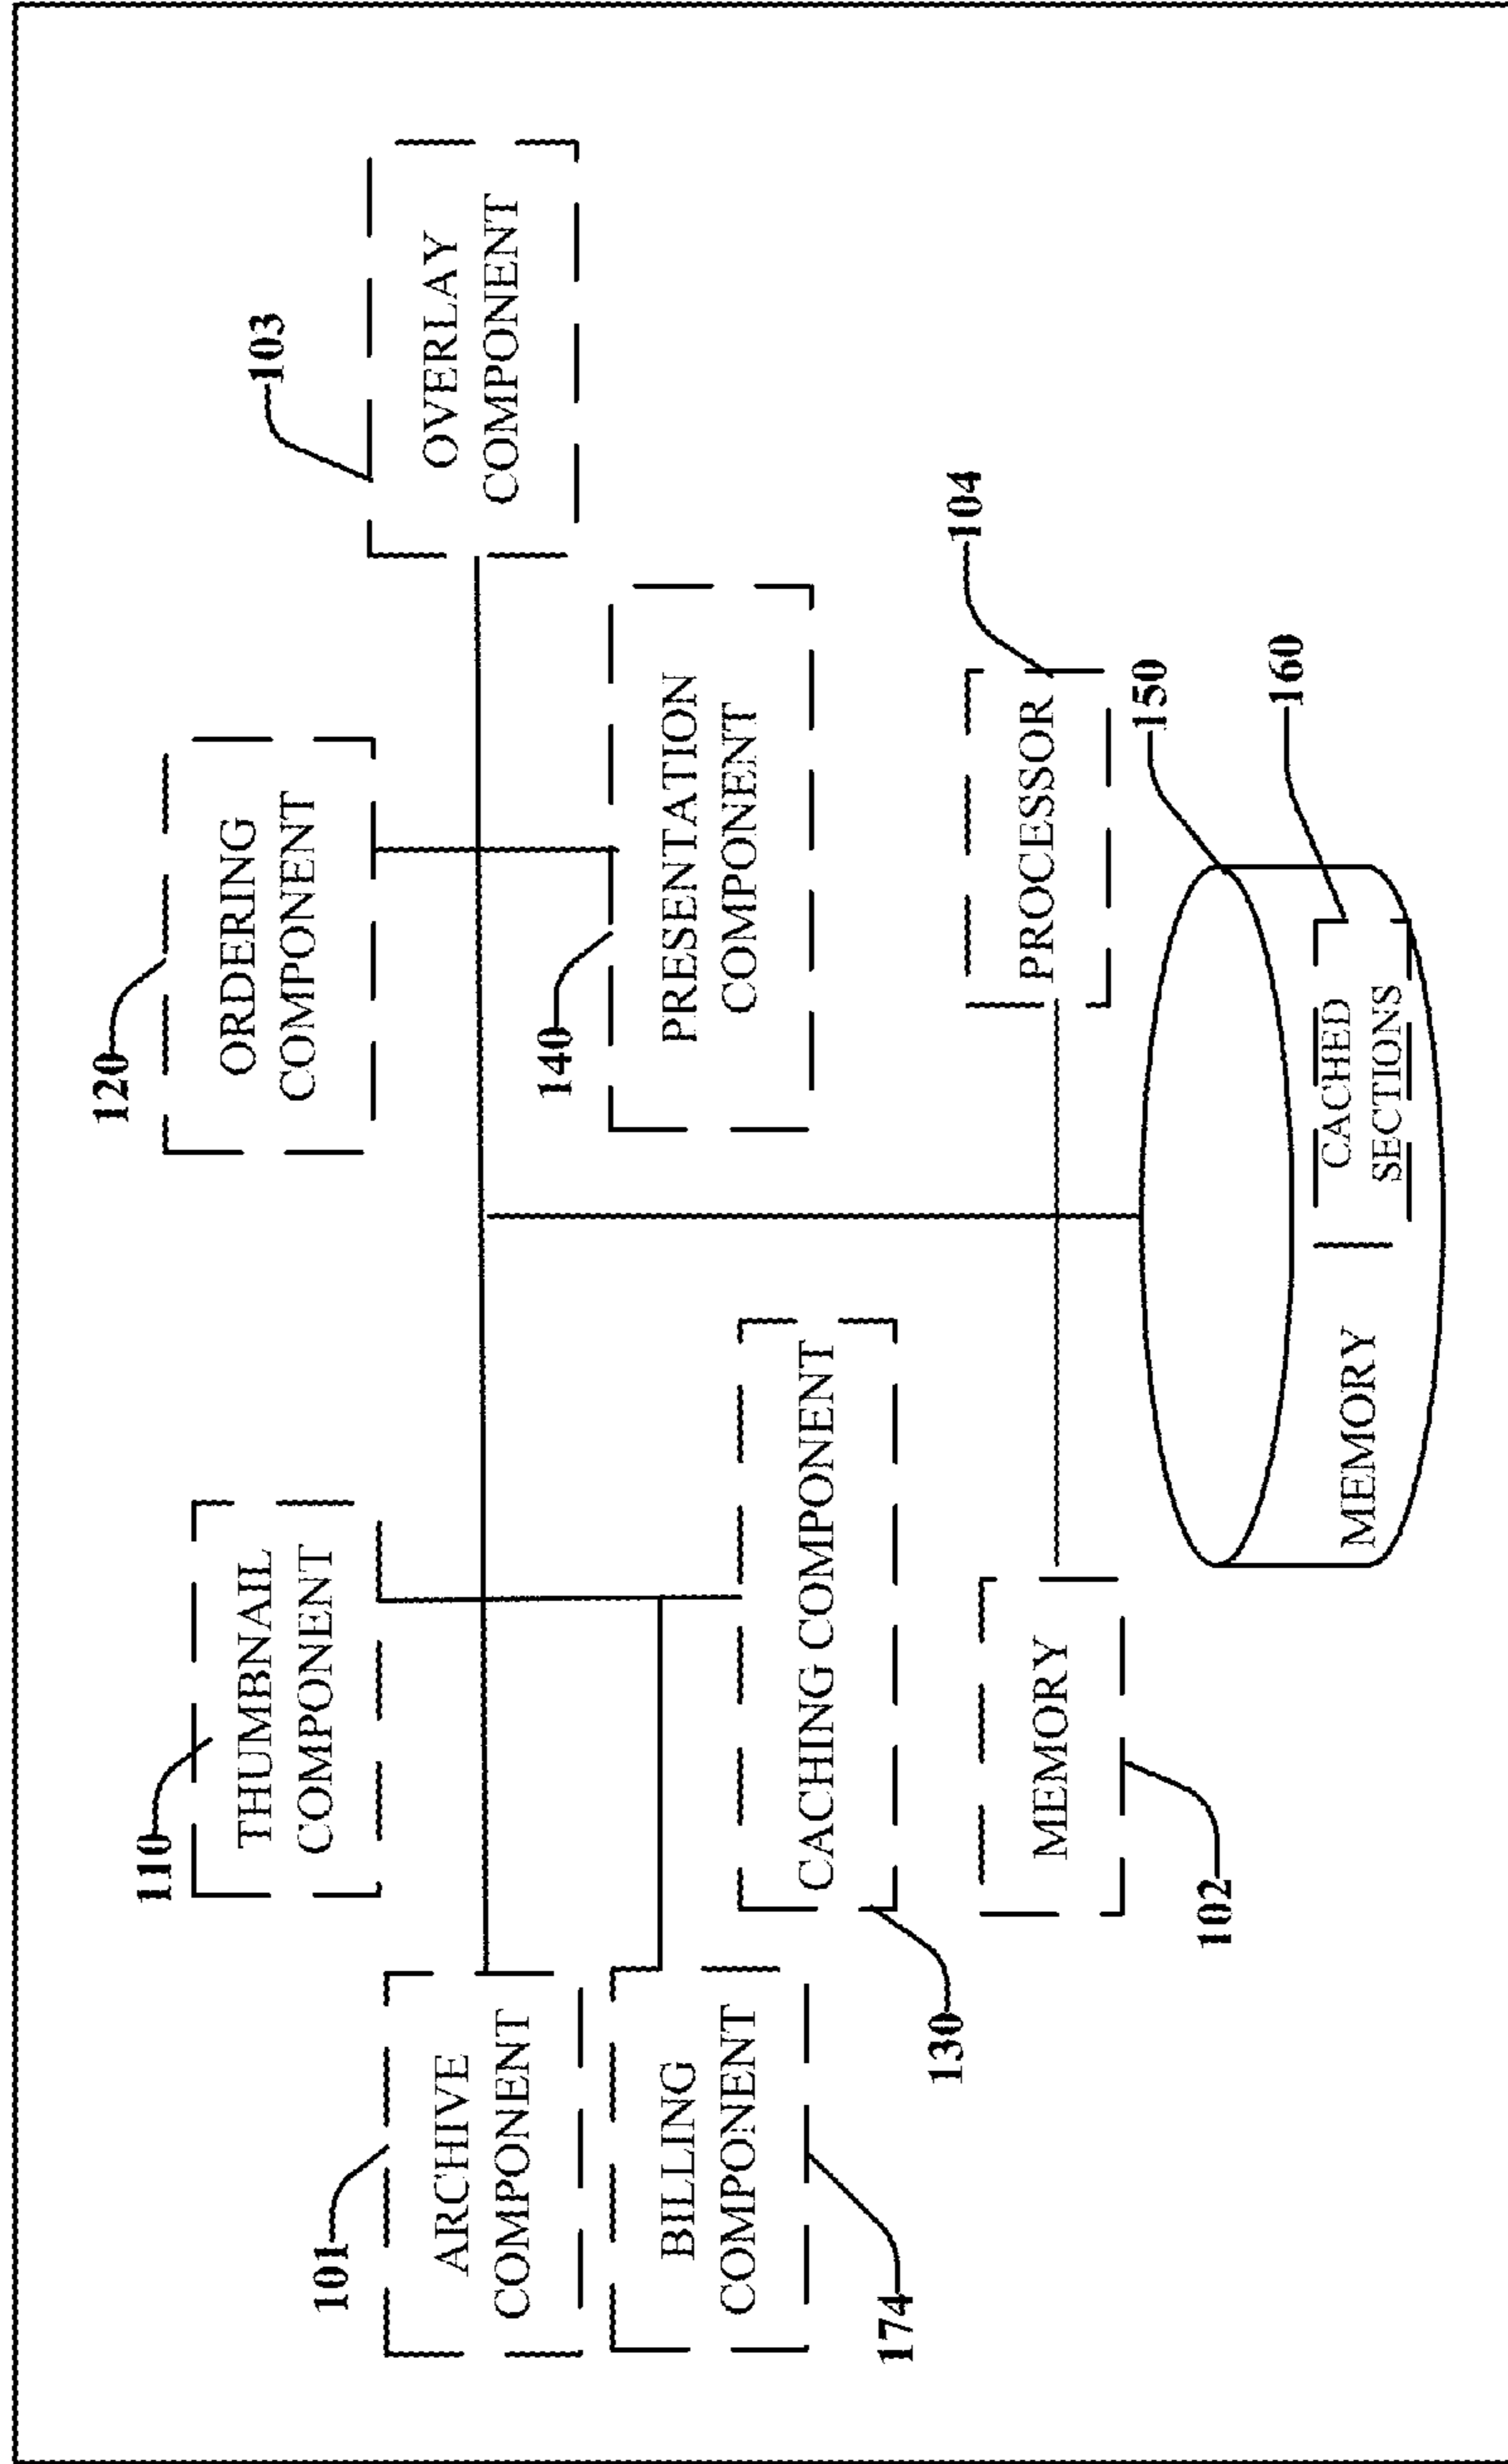 120
ORDERING
COMPONENT
110
THUMBNAIL
COMPONENT
103
OVERLAY
COMPONENT
101
ARCHIVE
COMPONENT
140
PRESENTATION
COMPONENT
BILLING
COMPONENT
174
CACHING COMPONENT
130
104
PROCESSOR
MEMORY
102
150
160
CACHED
SECTIONS
MEMORY